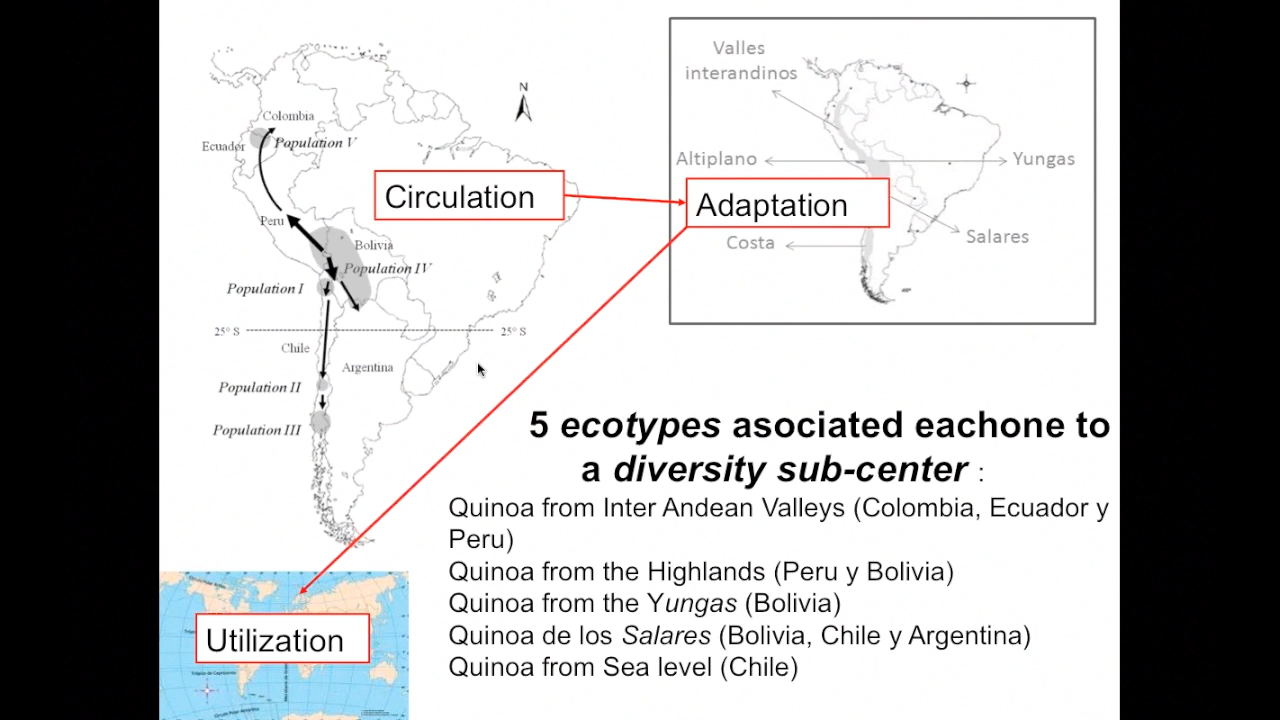 Colombia
Ecuador
Population V
N
Circulation
Peru
Bolivia
Population IV
Population I
25° S
25° S
Chile
Argentina
Population II
Population III
Valles
interandinos
Altiplano
Yungas
Adaptation
Costa
Salares
5 ecotypes asociated eachone to
a diversity sub-center :
Quinoa from Inter Andean Valleys (Colombia, Ecuador y
Peru)
Quinoa from the Highlands (Peru y Bolivia)
Quinoa from the Yungas (Bolivia)
Quinoa de los Salares (Bolivia, Chile y Argentina)
Quinoa from Sea level (Chile)
Utilization
Trópico de Capricornio